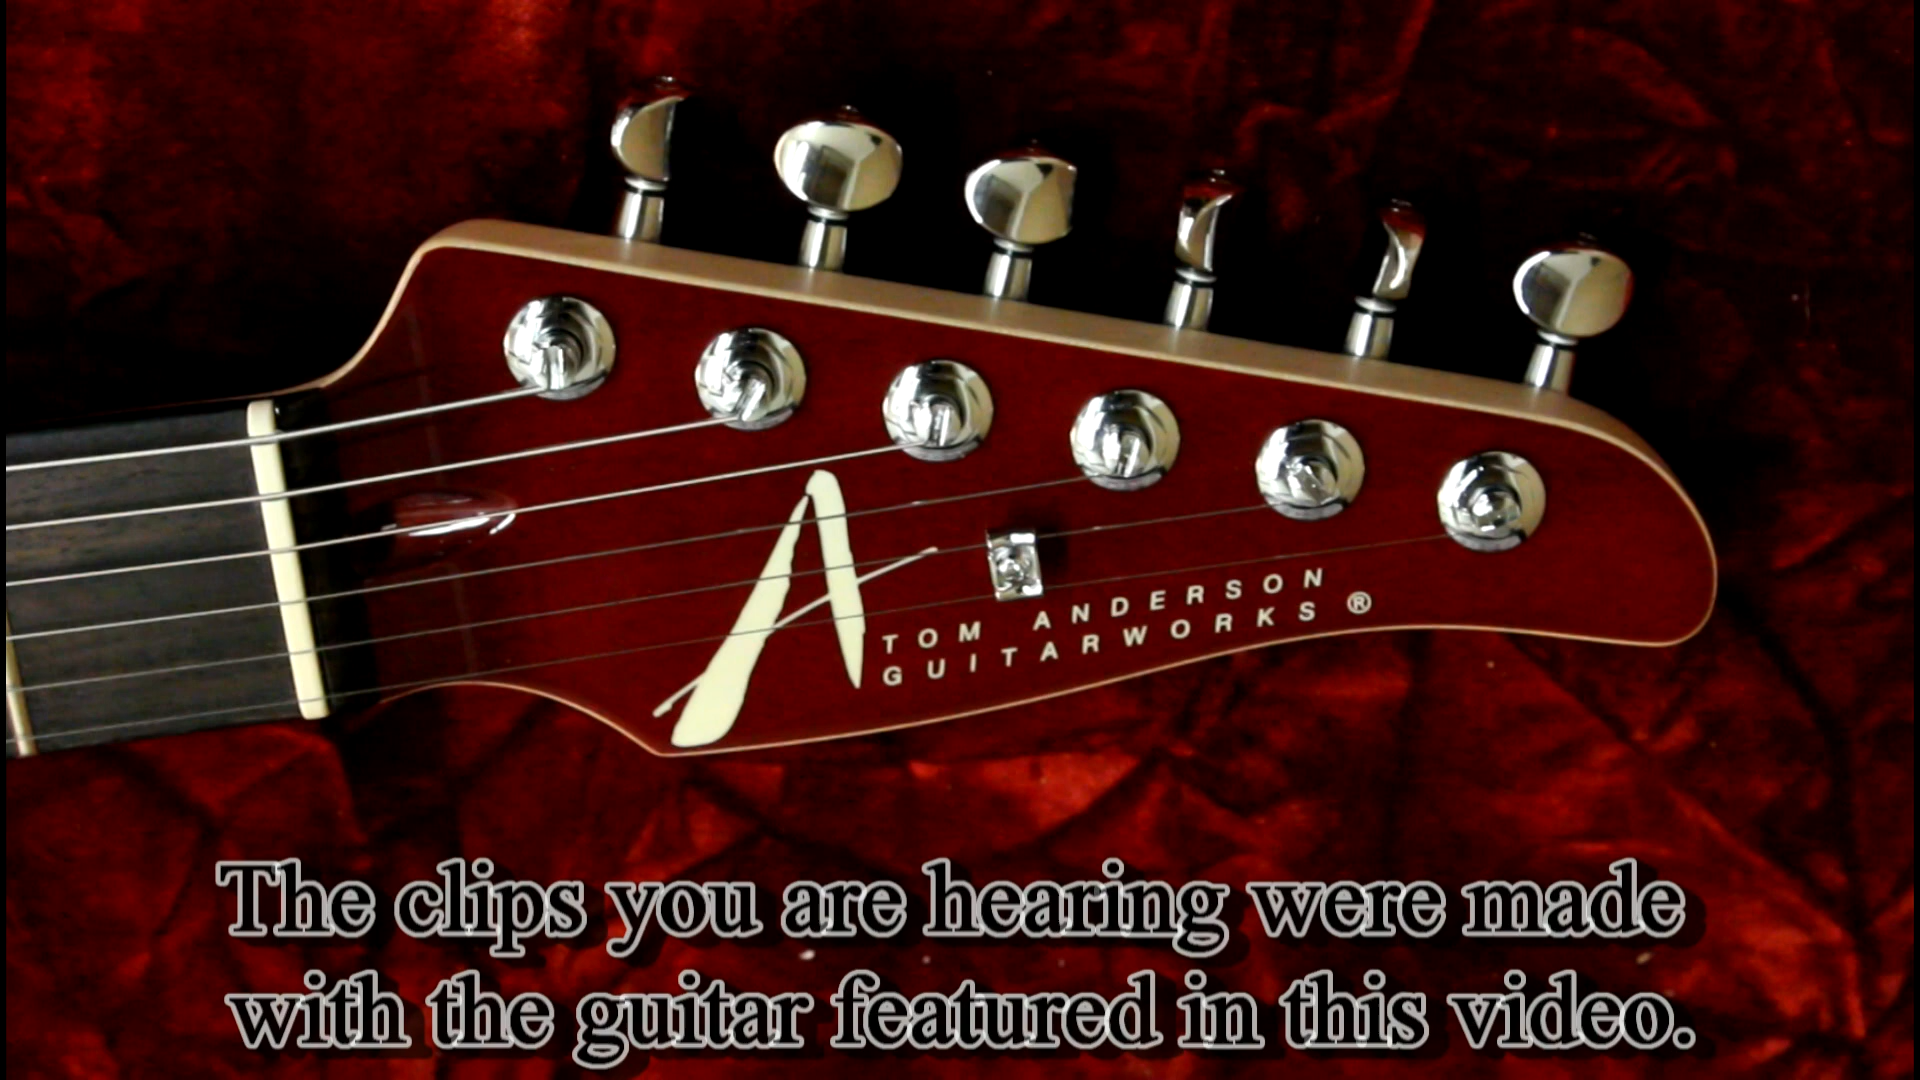 TOM ANDERSON
GUITARWORKS ®
The clips you are hearing were made
with the guitar featured in this video.